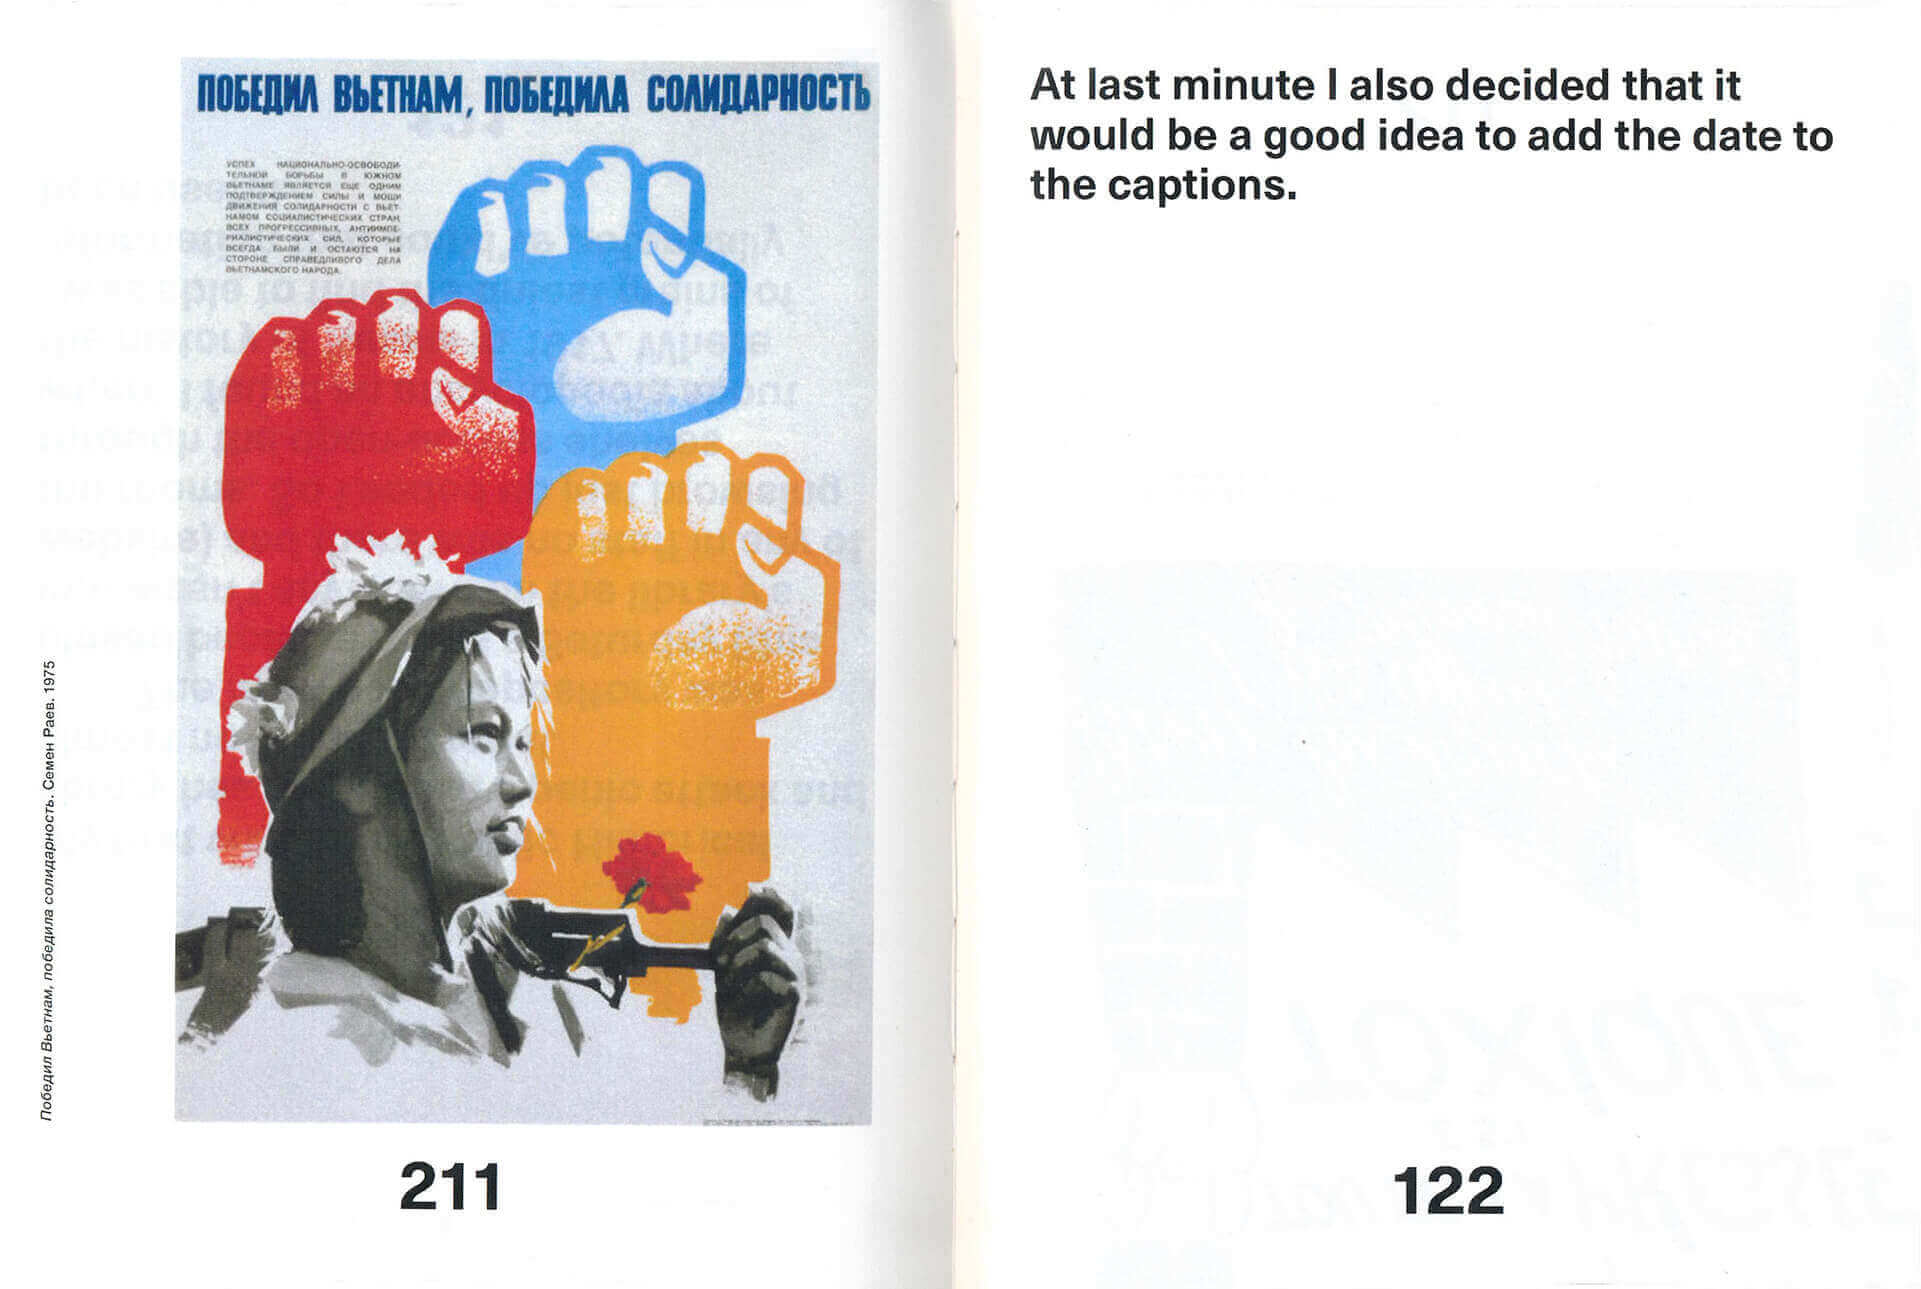 ПОБЕДИЛ ВЬЕТНАМ, ПОБЕДИЛА СОЛИДАРНОСТЬ
УСПЕХ НАЦИОНАЛЬНО-ОСВОБОДИ-
ТЕЛЬНОЙ БОРЬБЫ В ЮЖНОМ
ВЬЕТНАМЕ ЯВЛЯЕТСЯ ЕЩЕ ОДНИМ
ПОДТВЕРЖДЕНИЕМ СИЛЫ И МОЩИ
ДВИЖЕНИЯ СОЛИДАРНОСТИ С ВЬЕТ-
НАМОМ СОЦИАЛИСТИЧЕСКИХ СТРАН,
ВСЕХ ПРОГРЕССИВНЫХ, АНТИИМПЕ-
РИАЛИСТИЧЕСКИХ СИЛ, КОТОРЫЕ
ВСЕГДА БЫЛИ И ОСТАЮТСЯ НА
СТОРОНЕ СПРАВЕДЛИВОГО ДЕЛА
ВЬЕТНАМСКОГО НАРОДА.
Победил Вьетнам, победила солидарность. Семен Раев. 1975
211
At last minute I also decided that it
would be a good idea to add the date to
the captions.
122